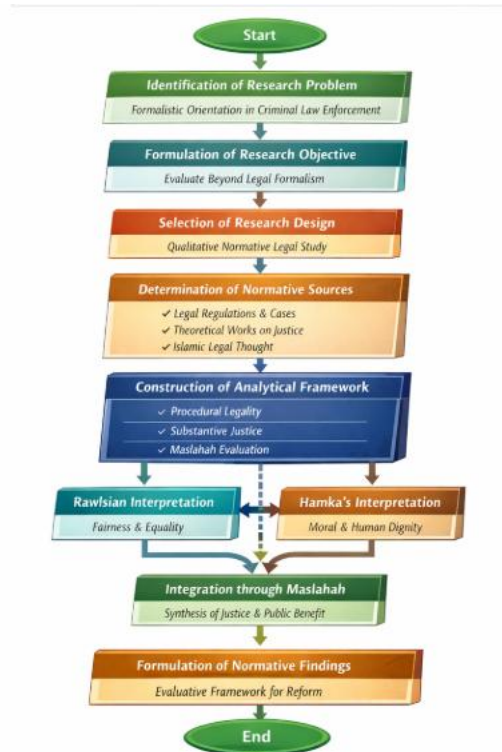 Start
Identification of Research Problem
Formalistic Orientation in Criminal Law Enforcement
Formulation of Research Objective
Evaluate Beyond Legal Formalism
Selection of Research Design
Qualitative Normative Legal Study
Determination of Normative Sources
✓ Legal Regulations & Cases
✓ Theoretical Works on Justice
✓ Islamic Legal Thought
Construction of Analytical Framework
✓ Procedural Legality
✓ Substantive Justice
✓ Maslahah Evaluation
Rawlsian Interpretation
Fairness & Equality
Hamka's Interpretation
Moral & Human Dignity
Integration through Maslahah
Synthesis of Justice & Public Benefit
Formulation of Normative Findings
Evaluative Framework for Reform
End